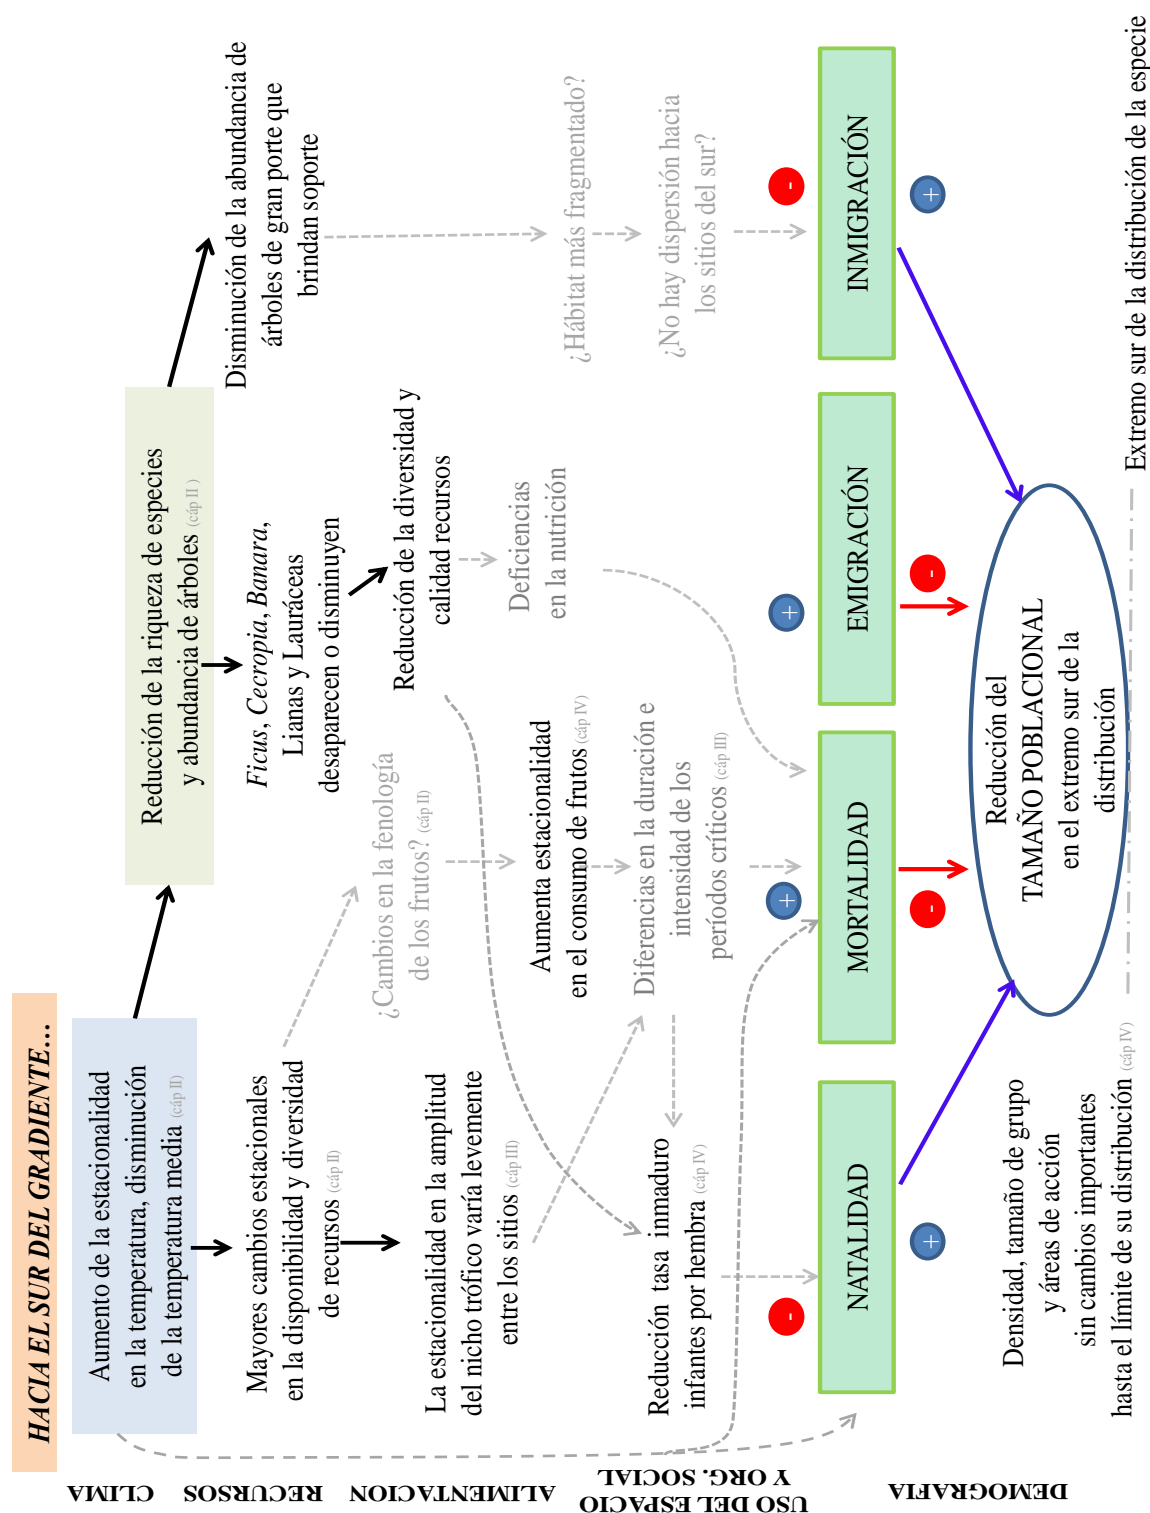 HACIA EL SUR DEL GRADIENTE...
CLIMA
Aumento de la estacionalidad
en la temperatura, disminución
de la temperatura media (cáp II)
Reducción de la riqueza de especies
y abundancia de árboles (cáp II )
RECURSOS
Mayores cambios estacionales
en la disponibilidad y diversidad
de recursos (cáp II)
¿Cambios en la fenología
de los frutos? (cáp II)
Ficus, Cecropia, Banara,
Lianas y Lauráceas
desaparecen o disminuyen
Disminución de la abundancia de
árboles de gran porte que
brindan soporte
ALIMENTACION
La estacionalidad en la amplitud
del nicho trófico varía levemente
entre los sitios (cáp III)
Aumenta estacionalidad
en el consumo de frutos (cáp IV)
Reducción de la diversidad y
calidad recursos
Deficiencias
en la nutrición
USO DEL ESPACIO
Y ORG. SOCIAL
Reducción tasa inmaduro
infantes por hembra (cáp IV)
Diferencias en la duración e
intensidad de los
períodos críticos (cáp III)
¿Hábitat más fragmentado?
¿No hay dispersión hacia
los sitios del sur?
-
+
+
-
DEMOGRAFIA
NATALIDAD
MORTALIDAD
EMIGRACIÓN
INMIGRACIÓN
+
-
-
+
Densidad, tamaño de grupo
y áreas de acción
sin cambios importantes
hasta el límite de su distribución (cáp IV)
Reducción del
TAMAÑO POBLACIONAL
en el extremo sur de la
distribución
Extremo sur de la distribución de la especie